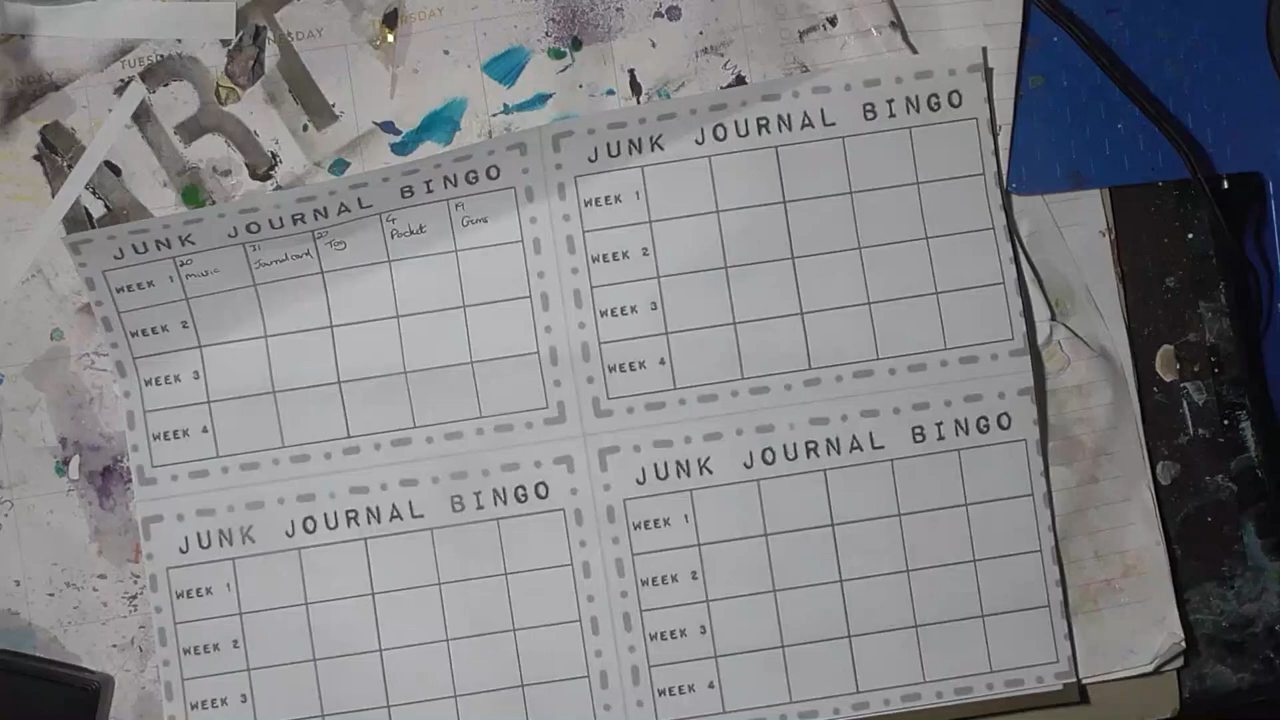 TUESDAY
THURSDAY
ART
JUNK JOURNAL BINGO
WEEK 1
20
music
31
Journal card
27
Tag
4
Pocket
19
Gems
WEEK 2
WEEK 3
WEEK 4
JUNK JOURNAL BINGO
WEEK 1
WEEK 2
WEEK 3
WEEK 4
JUNK JOURNAL BINGO
WEEK 1
WEEK 2
WEEK 3
JUNK JOURNAL BINGO
WEEK 1
WEEK 2
WEEK 3
WEEK 4